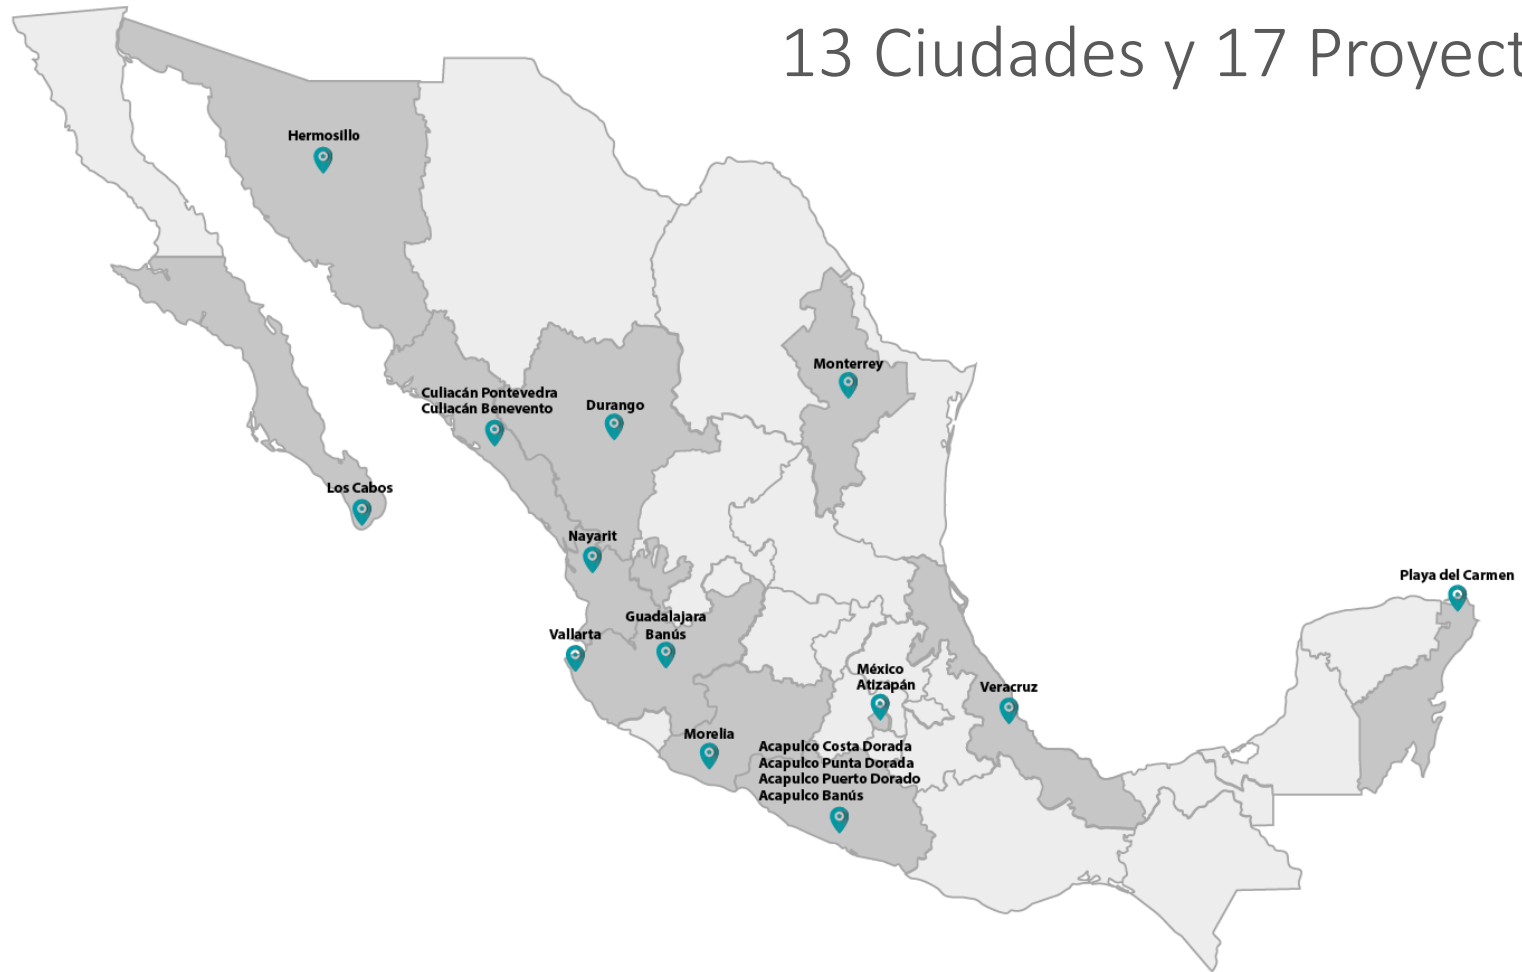 13 Ciudades y 17 Proyect
Hermosillo
Monterrey
Culiacán Pontevedra
Culiacán Benevento
Durango
Los Cabos
Nayarit
Playa del Carmen
Guadalajara
Banús
Vallarta
México
Atizapán
Veracruz
Morelia
Acapulco Costa Dorada
Acapulco Punta Dorada
Acapulco Puerto Dorado
Acapulco Banús